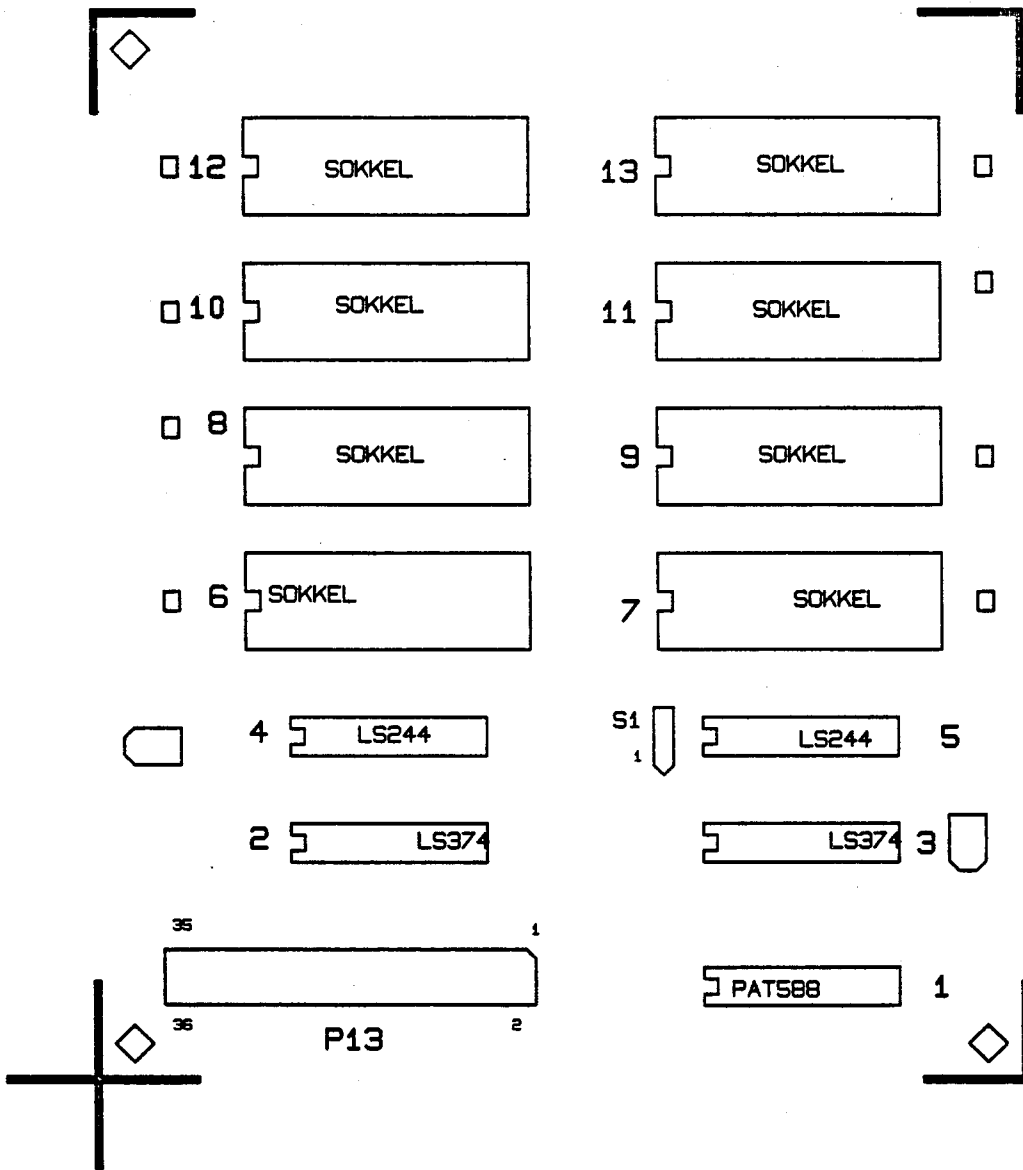 12 SOKKEL 13 SOKKEL
10 SOKKEL 11 SOKKEL
8 SOKKEL 9 SOKKEL
6 SOKKEL 7 SOKKEL
4 LS244 S1 1 LS244 5
2 LS374 LS374 3
35 1
PAT588 1
36 2
P13